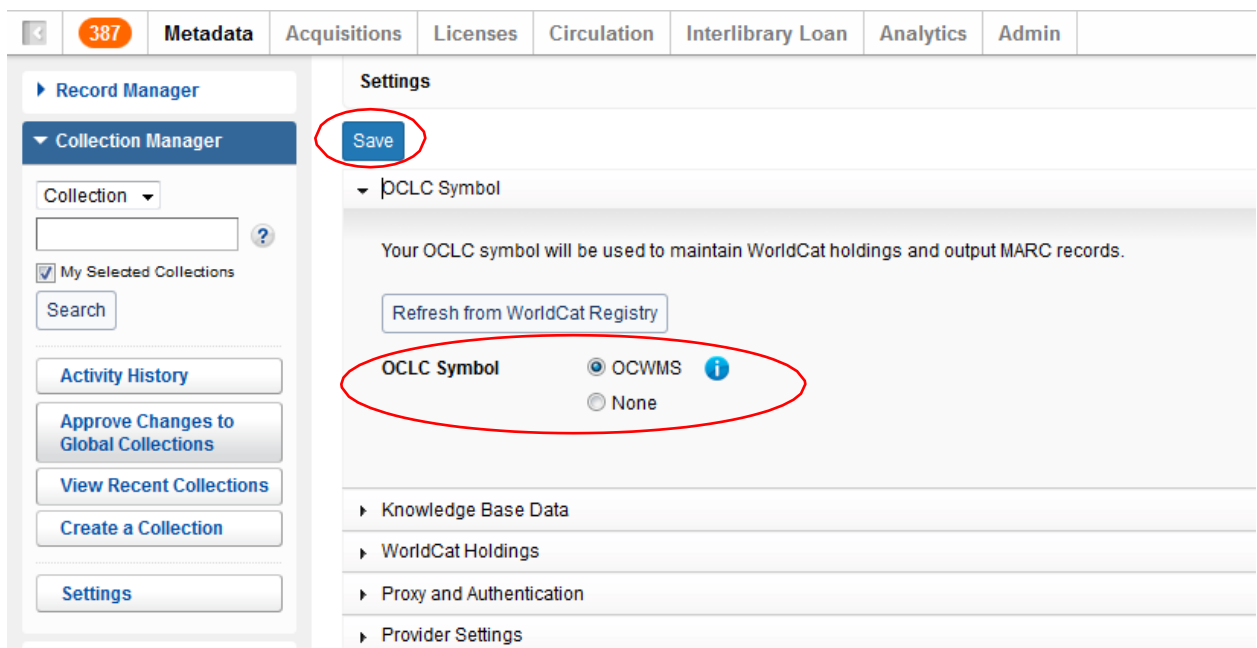 387 Metadata Acquisitions Licenses Circulation Interlibrary Loan Analytics Admin
Record Manager
Collection Manager
Collection
?
My Selected Collections
Search
Activity History
Approve Changes to
Global Collections
View Recent Collections
Create a Collection
Settings
Settings
Save
OCLC Symbol
Your OCLC symbol will be used to maintain WorldCat holdings and output MARC records.
Refresh from WorldCat Registry
OCLC Symbol OCWMS i
None
Knowledge Base Data
WorldCat Holdings
Proxy and Authentication
Provider Settings